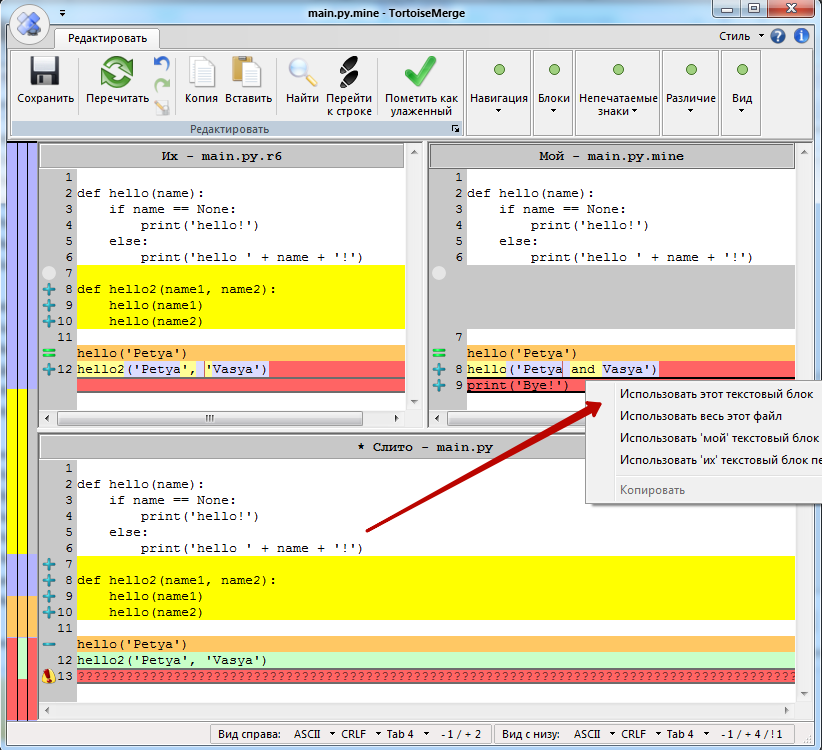 main.py.mine - TortoiseMerge
Редактировать
Стиль
Сохранить
Перечитать
Копия
Вставить
Найти
Перейти
к строке
Пометить как
улаженный
Навигация
Блоки
Непечатаемые
знаки
Различие
Вид
Редактировать
Их - main.py.r6
1
2 def hello(name):
3     if name == None:
4         print('hello!')
5     else:
6         print('hello ' + name + '!')
7
8 def hello2(name1, name2):
9     hello(name1)
10     hello(name2)
11
hello('Petya')
12 hello2('Petya', 'Vasya')
Мой - main.py.mine
1
2 def hello(name):
3     if name == None:
4         print('hello!')
5     else:
6         print('hello ' + name + '!')
7
hello('Petya')
8 hello('Petya and Vasya')
9 print('Bye!')
Использовать этот текстовый блок
Использовать весь этот файл
Использовать 'мой' текстовый блок
Использовать 'их' текстовый блок пе
Копировать
* Слито - main.py
1
2 def hello(name):
3     if name == None:
4         print('hello!')
5     else:
6         print('hello ' + name + '!')
7
8 def hello2(name1, name2):
9     hello(name1)
10     hello(name2)
11
hello('Petya')
12 hello2('Petya', 'Vasya')
13 ??????????????????????????????????????????????????????????????????????????????????????????
Вид справа: ASCII CRLF Tab 4 - 1 / + 2
Вид с низу: ASCII CRLF Tab 4 - 1 / + 4 / ! 1